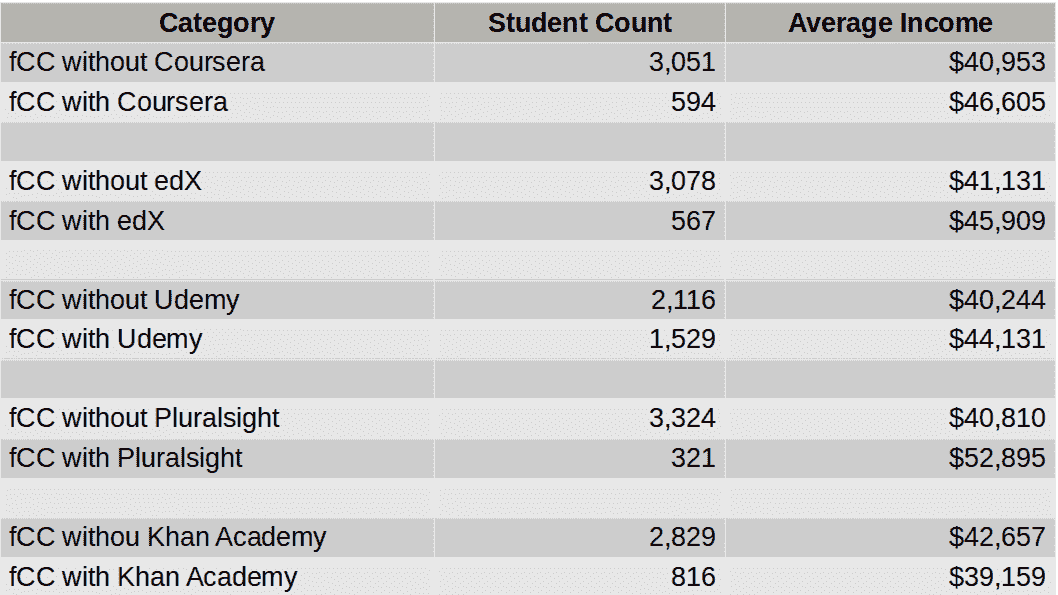 Category Student Count Average Income
fCC without Coursera 3,051 $40,953
fCC with Coursera 594 $46,605
fCC without edX 3,078 $41,131
fCC with edX 567 $45,909
fCC without Udemy 2,116 $40,244
fCC with Udemy 1,529 $44,131
fCC without Pluralsight 3,324 $40,810
fCC with Pluralsight 321 $52,895
fCC withou Khan Academy 2,829 $42,657
fCC with Khan Academy 816 $39,159